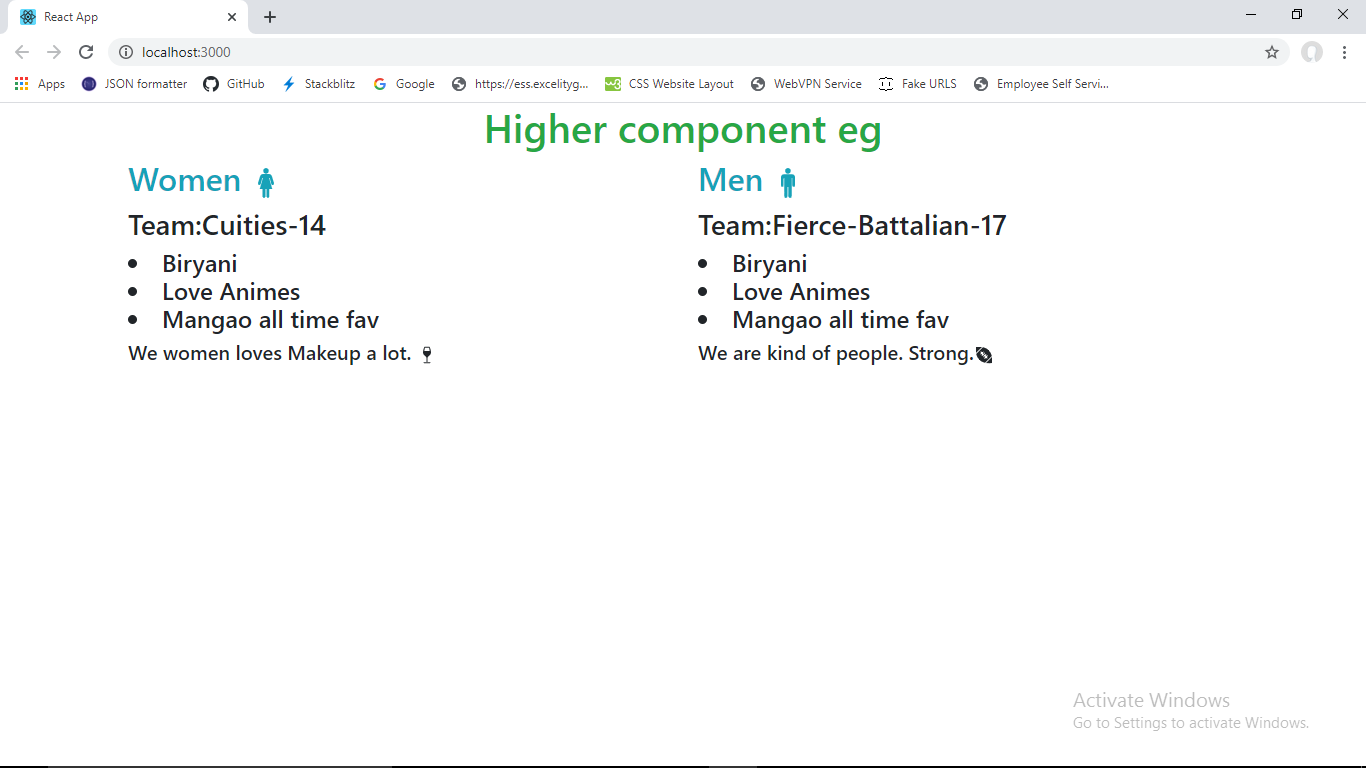 React App
localhost:3000
Apps JSON formatter GitHub Stackblitz Google https://ess.excelityg... CSS Website Layout WebVPN Service Fake URLS Employee Self Servi...
Higher component eg
Women
Team:Cuities-14
Biryani
Love Animes
Mangao all time fav
We women loves Makeup a lot.
Men
Team:Fierce-Battalian-17
Biryani
Love Animes
Mangao all time fav
We are kind of people. Strong.
Activate Windows
Go to Settings to activate Windows.